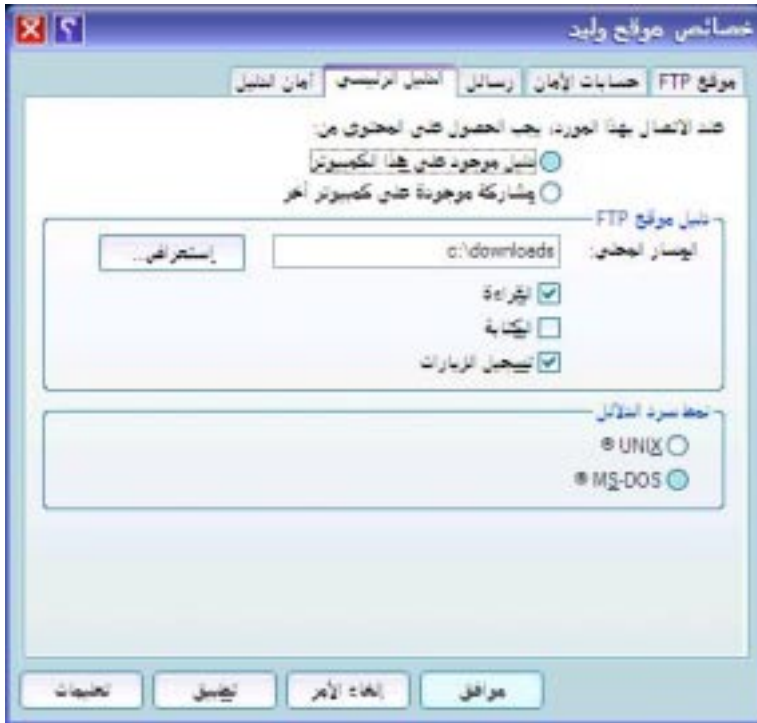 خصائص موقع وليد
موقع FTP حسابات الأمان رسائل الدليل الرئيسي أمان الدليل
عند الاتصال بهذا المورد، يجب الحصول على المحتوى من:
دليل موجود على هذا الكمبيوتر
مشاركة موجودة على كمبيوتر آخر
دليل موقع FTP
المسار المحلي: c:\downloads إستعراض...
القراءة
الكتابة
تسجيل الزيارات
نمط سرد الدلائل
UNIX ®
MS-DOS ®
موافق إلغاء الأمر تطبيق تعليمات